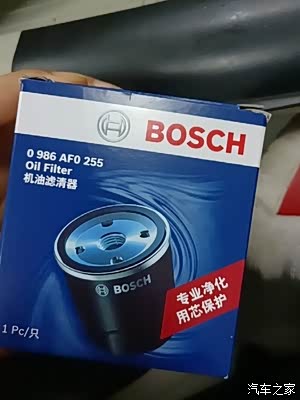 BOSCH
0 986 AF0 255
Oil Filter
机油滤清器
BOSCH
专业净化
用芯保护
1 Pc/只
汽车之家